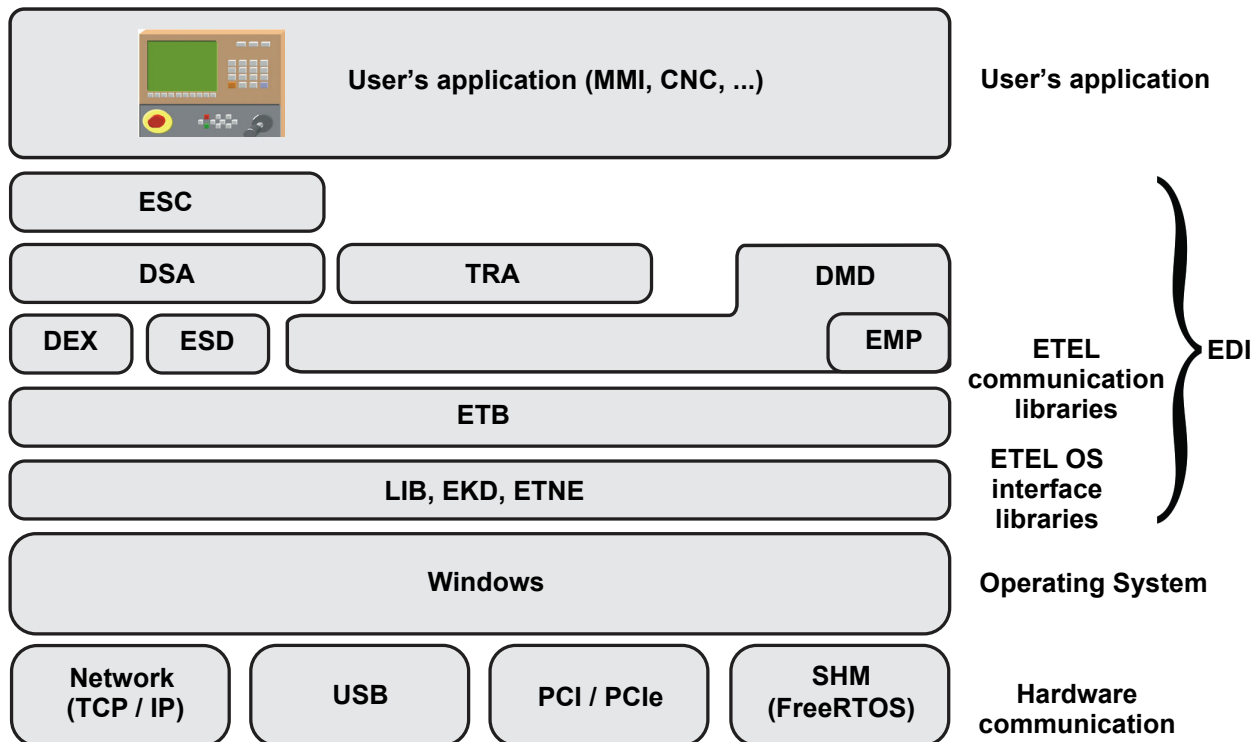 User’s application (MMI, CNC, ...)
User’s application
ESC
DSA
TRA
DMD
DEX
ESD
EMP
ETEL
communication
libraries
EDI
ETB
LIB, EKD, ETNE
ETEL OS
interface
libraries
Windows
Operating System
Network
(TCP / IP)
USB
PCI / PCIe
SHM
(FreeRTOS)
Hardware
communication